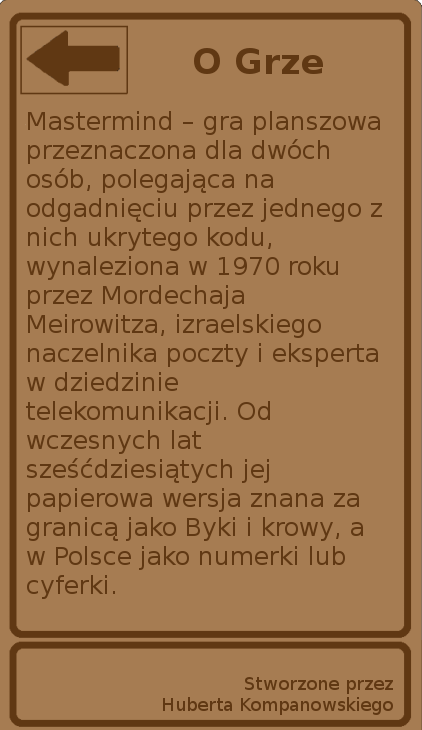 O Grze
Mastermind – gra planszowa
przeznaczona dla dwóch
osób, polegająca na
odgadnięciu przez jednego z
nich ukrytego kodu,
wynaleziona w 1970 roku
przez Mordechaja
Meirowitza, izraelskiego
naczelnika poczty i eksperta
w dziedzinie
telekomunikacji. Od
wczesnych lat
sześćdziesiątych jej
papierowa wersja znana za
granicą jako Byki i krowy, a
w Polsce jako numerki lub
cyferki.
Stworzone przez
Huberta Kompanowskiego